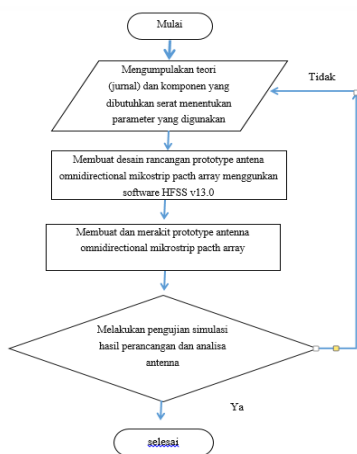 Mulai
Mengumpulakan teori
(jurnal) dan komponen yang
dibutuhkan serat menentukan
parameter yang digunakan
Tidak
Membuat desain rancangan prototype antena
omnidirectional mikostrip pacth array menggunkan
software HFSS v13.0
Membuat dan merakit prototype antenna
omnidirectional mikrostrip pacth array
Melakukan pengujian simulasi
hasil perancangan dan analisa
antenna
Ya
selesai